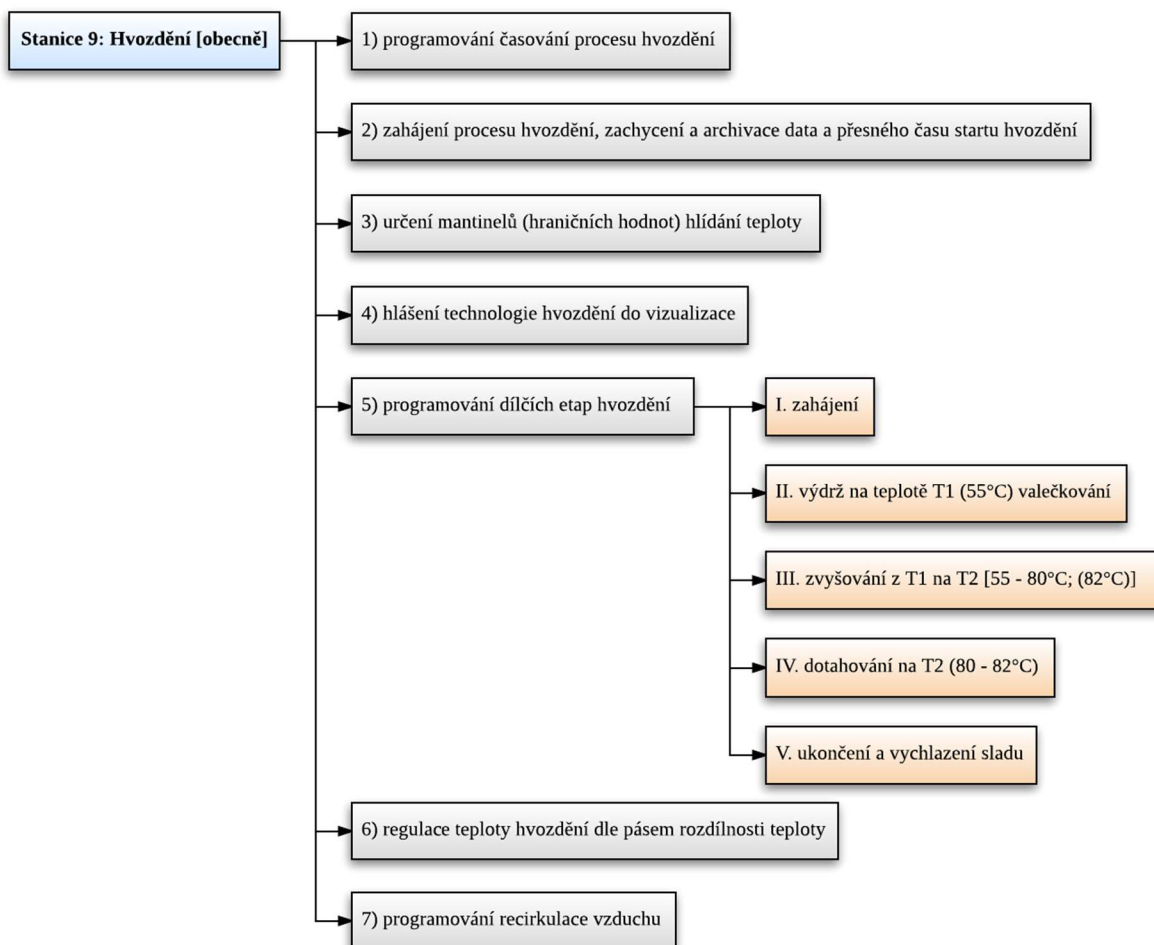 Stanice 9: Hvozdění [obecně]
1) programování časování procesu hvozdění
2) zahájení procesu hvozdění, zachycení a archivace data a přesného času startu hvozdění
3) určení mantinelů (hraničních hodnot) hlídání teploty
4) hlášení technologie hvozdění do vizualizace
5) programování dílčích etap hvozdění
I. zahájení
II. výdrž na teplotě T1 (55°C) valečkování
III. zvyšování z T1 na T2 [55 - 80°C; (82°C)]
IV. dotahování na T2 (80 - 82°C)
V. ukončení a vychlazení sladu
6) regulace teploty hvozdění dle pásem rozdílnosti teploty
7) programování recirkulace vzduchu